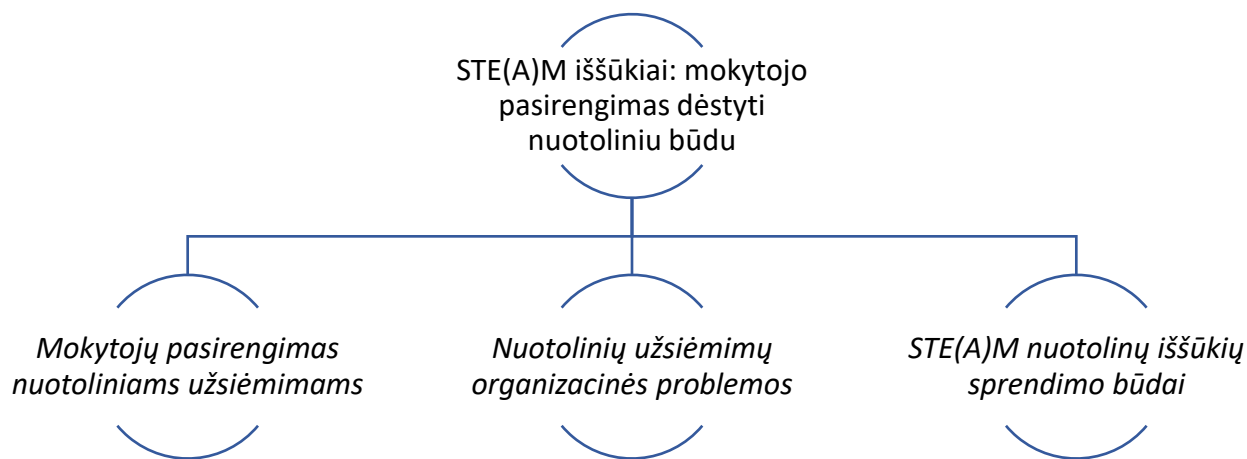 STE(A)M iššūkiai: mokytojo
pasirengimas dėstyti
nuotoliniu būdu
Mokytojų pasirengimas
nuotoliniams užsiėmimams
Nuotolinių užsiėmimų
organizacinės problemos
STE(A)M nuotolinų iššūkių
sprendimo būdai